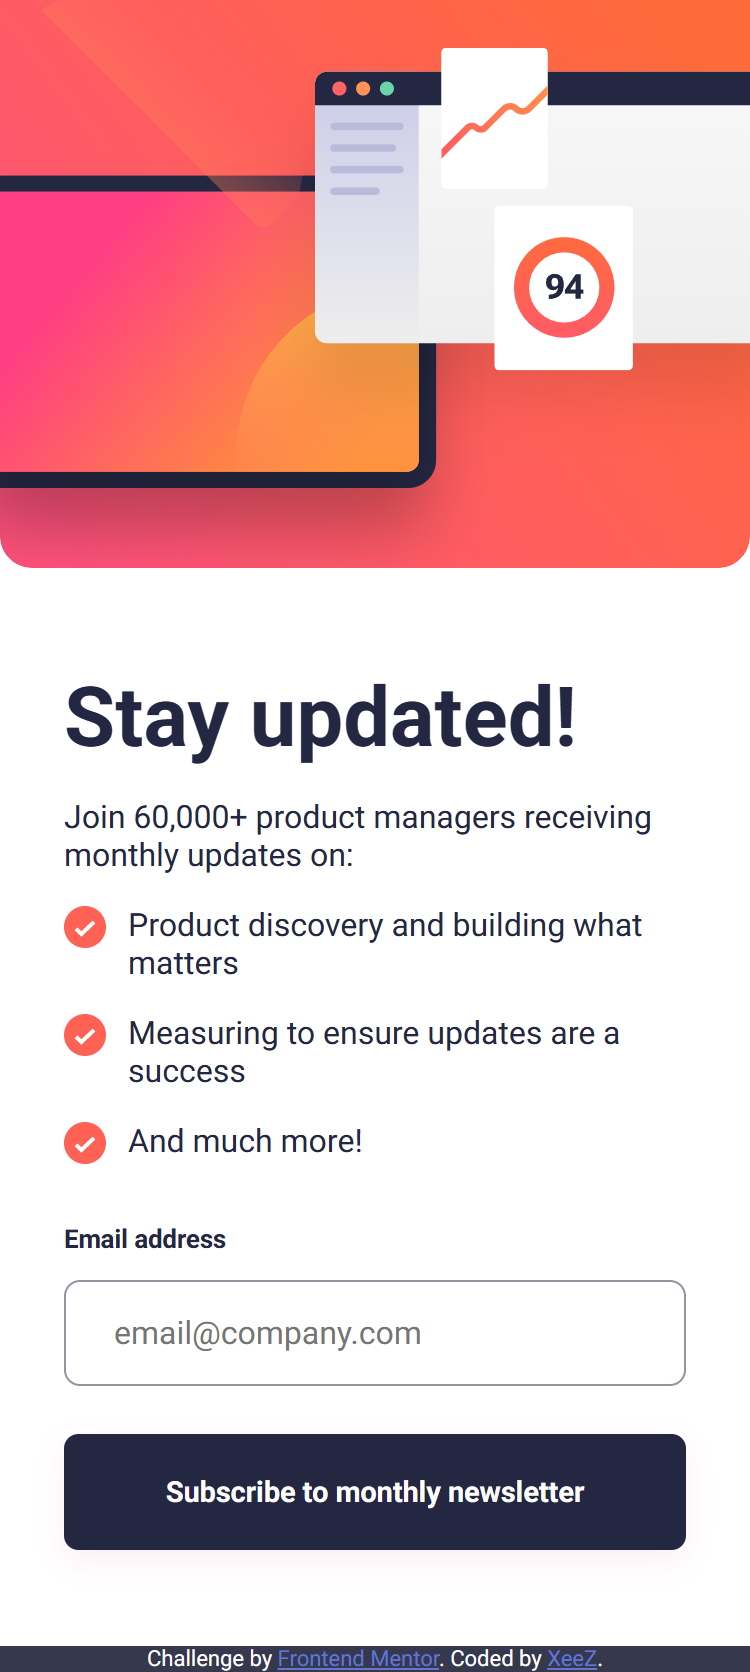 94
Stay updated!
Join 60,000+ product managers receiving
monthly updates on:
Product discovery and building what
matters
Measuring to ensure updates are a
success
And much more!
Email address
email@company.com
Subscribe to monthly newsletter
Challenge by Frontend Mentor. Coded by XeeZ.